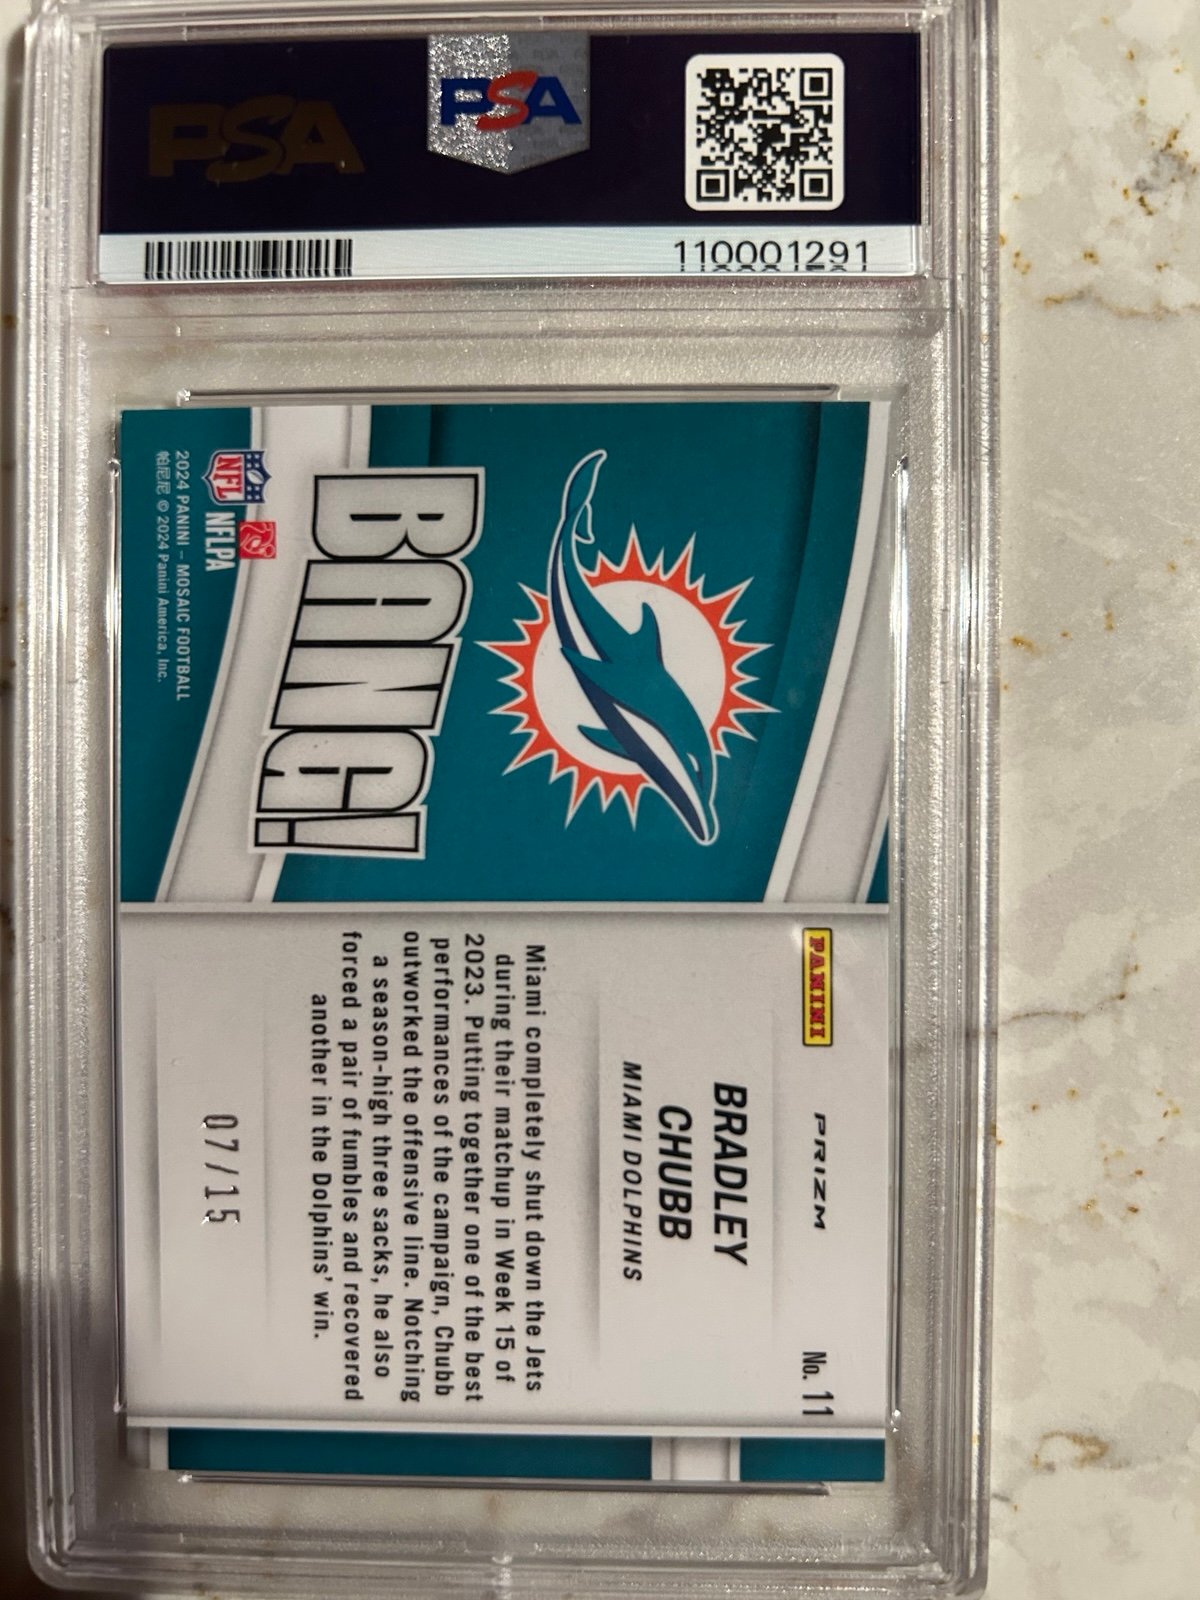 PSA
PSA
110001291
NFL
NFLPA
2024 PANINI – MOSAIC FOOTBALL
帕尼尼 © 2024 Panini America, Inc.
BANG!
PANINI
PRIZM
No. 11
BRADLEY
CHUBB
MIAMI DOLPHINS
Miami completely shut down the Jets
during their matchup in Week 15 of
2023. Putting together one of the best
performances of the campaign, Chubb
outworked the offensive line. Notching
a season-high three sacks, he also
forced a pair of fumbles and recovered
another in the Dolphins' win.
07/15